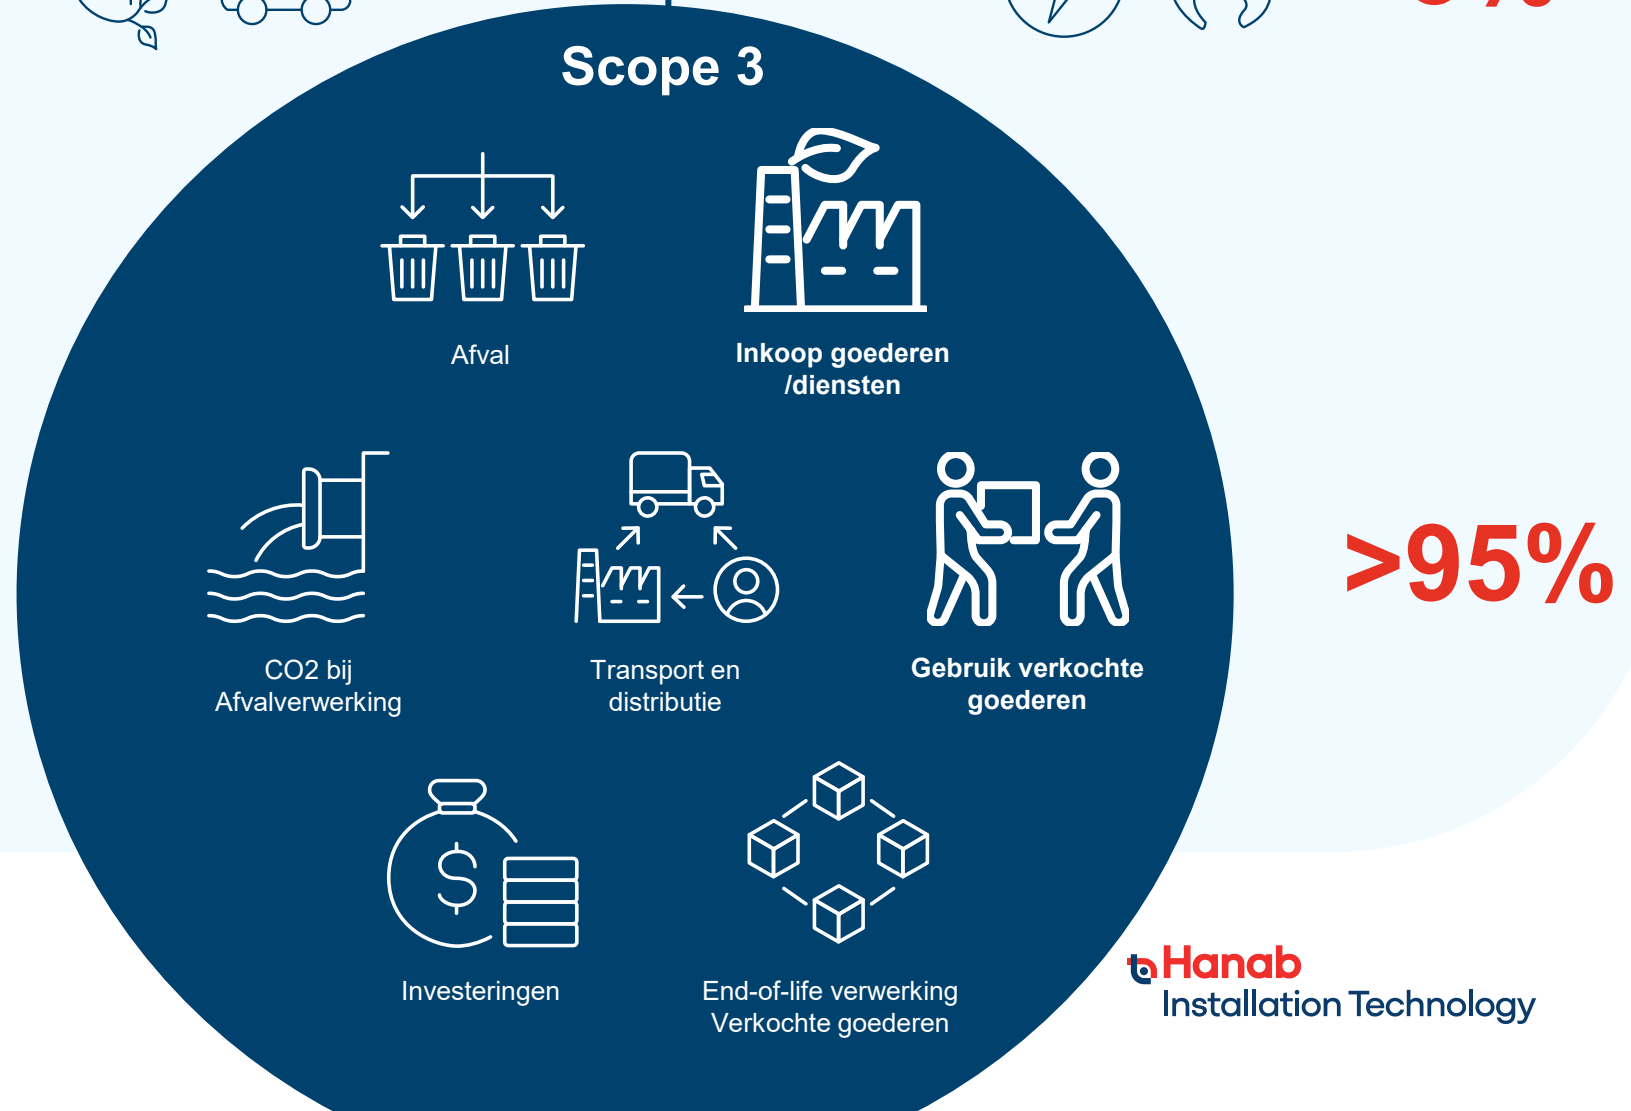 Scope 3
Afval
Inkoop goederen
/diensten
CO2 bij
Afvalverwerking
Transport en
distributie
Gebruik verkochte
goederen
>95%
$
Investeringen
End-of-life verwerking
Verkochte goederen
Hanab
Installation Technology